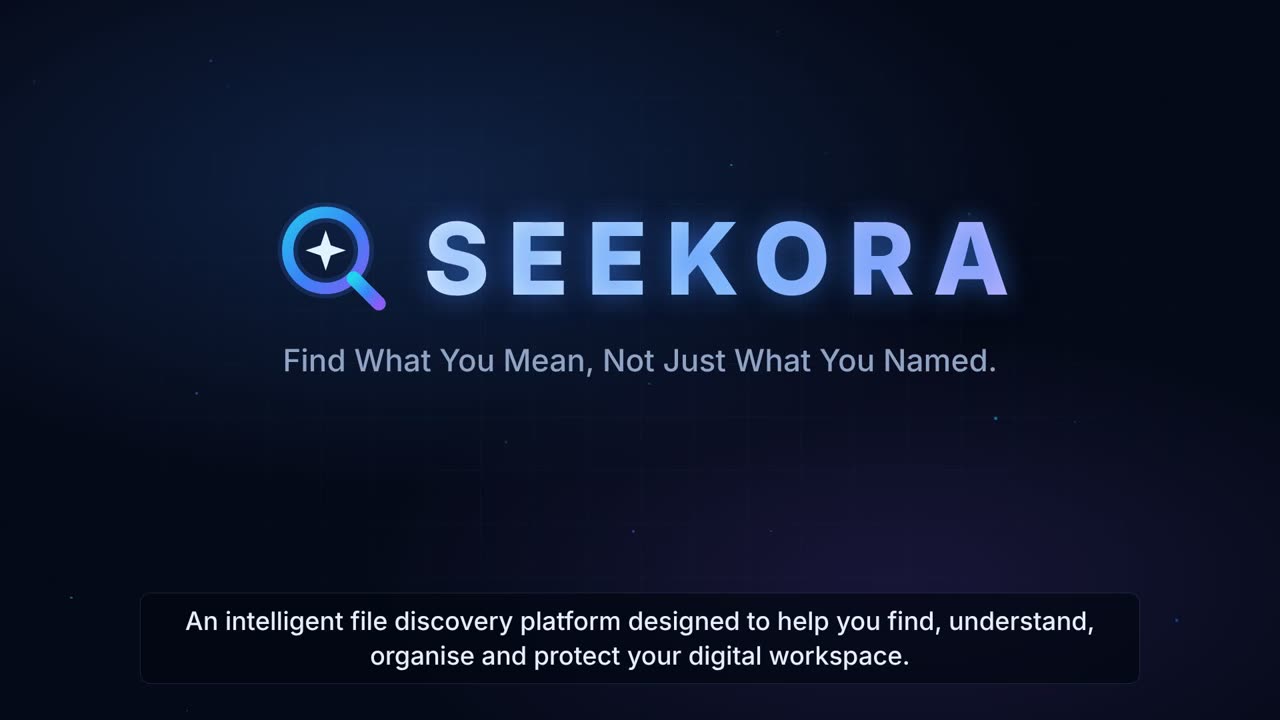 SEEKORA
Find What You Mean, Not Just What You Named.
An intelligent file discovery platform designed to help you find, understand,
organise and protect your digital workspace.